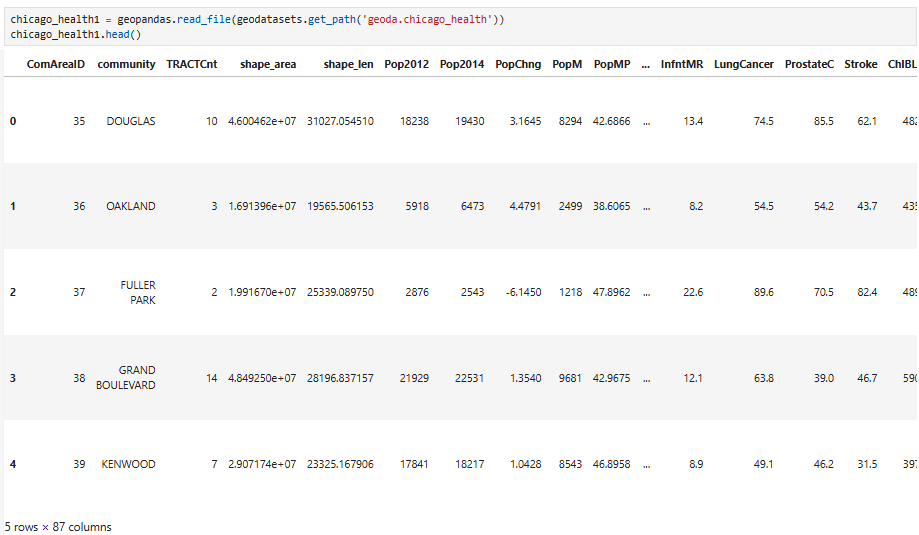 chicago_health1 = geopandas.read_file(geodatasets.get_path('geoda.chicago_health'))
chicago_health1.head()
ComAreaID community TRACTCnt shape_area shape_len Pop2012 Pop2014 PopChng PopM PopMP ... InfntMR LungCancer ProstateC Stroke ChlBL
0 35 DOUGLAS 10 4.600462e+07 31027.054510 18238 19430 3.1645 8294 42.6866 ... 13.4 74.5 85.5 62.1 482
1 36 OAKLAND 3 1.691396e+07 19565.506153 5918 6473 4.4791 2499 38.6065 ... 8.2 54.5 54.2 43.7 435
FULLER
2 37 PARK 2 1.991670e+07 25339.089750 2876 2543 -6.1450 1218 47.8962 ... 22.6 89.6 70.5 82.4 489
GRAND
3 38 BOULEVARD 14 4.849250e+07 28196.837157 21929 22531 1.3540 9681 42.9675 ... 12.1 63.8 39.0 46.7 590
4 39 KENWOOD 7 2.907174e+07 23325.167906 17841 18217 1.0428 8543 46.8958 ... 8.9 49.1 46.2 31.5 397
5 rows × 87 columns